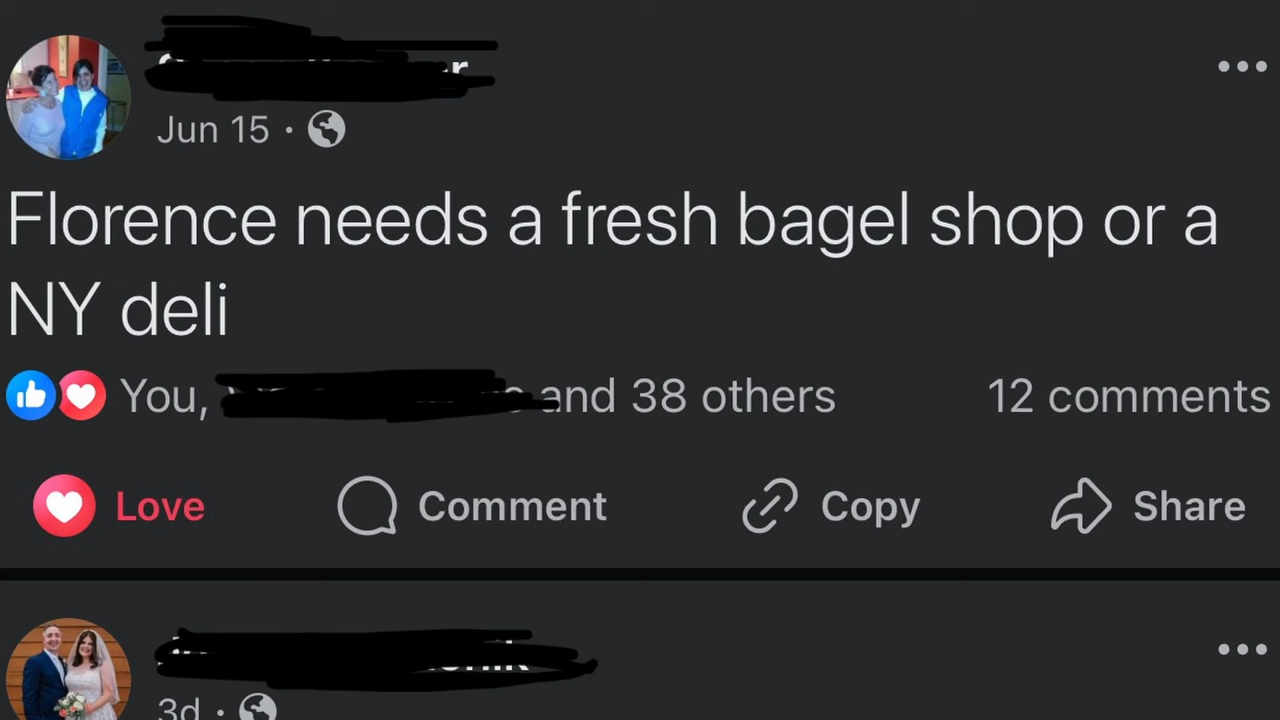 Jun 15 ·
Florence needs a fresh bagel shop or a
NY deli
You, and 38 others 12 comments
Love Comment Copy Share
3d ·